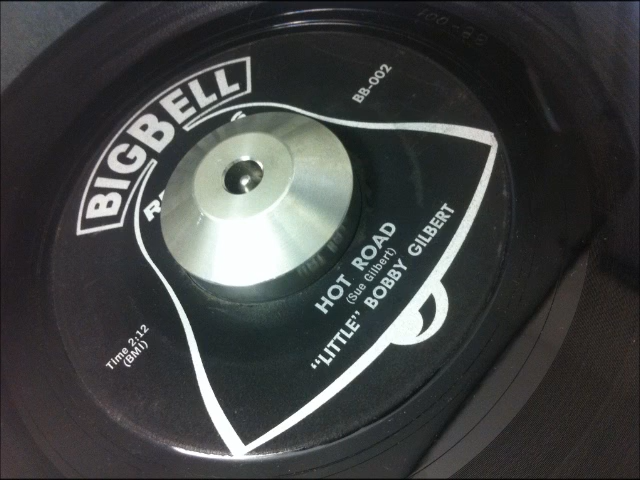 BIGBELL
BB-002
Time 2:12
(BMI)
HOT ROAD
(Sue Gilbert)
"LITTLE" BOBBY GILBERT